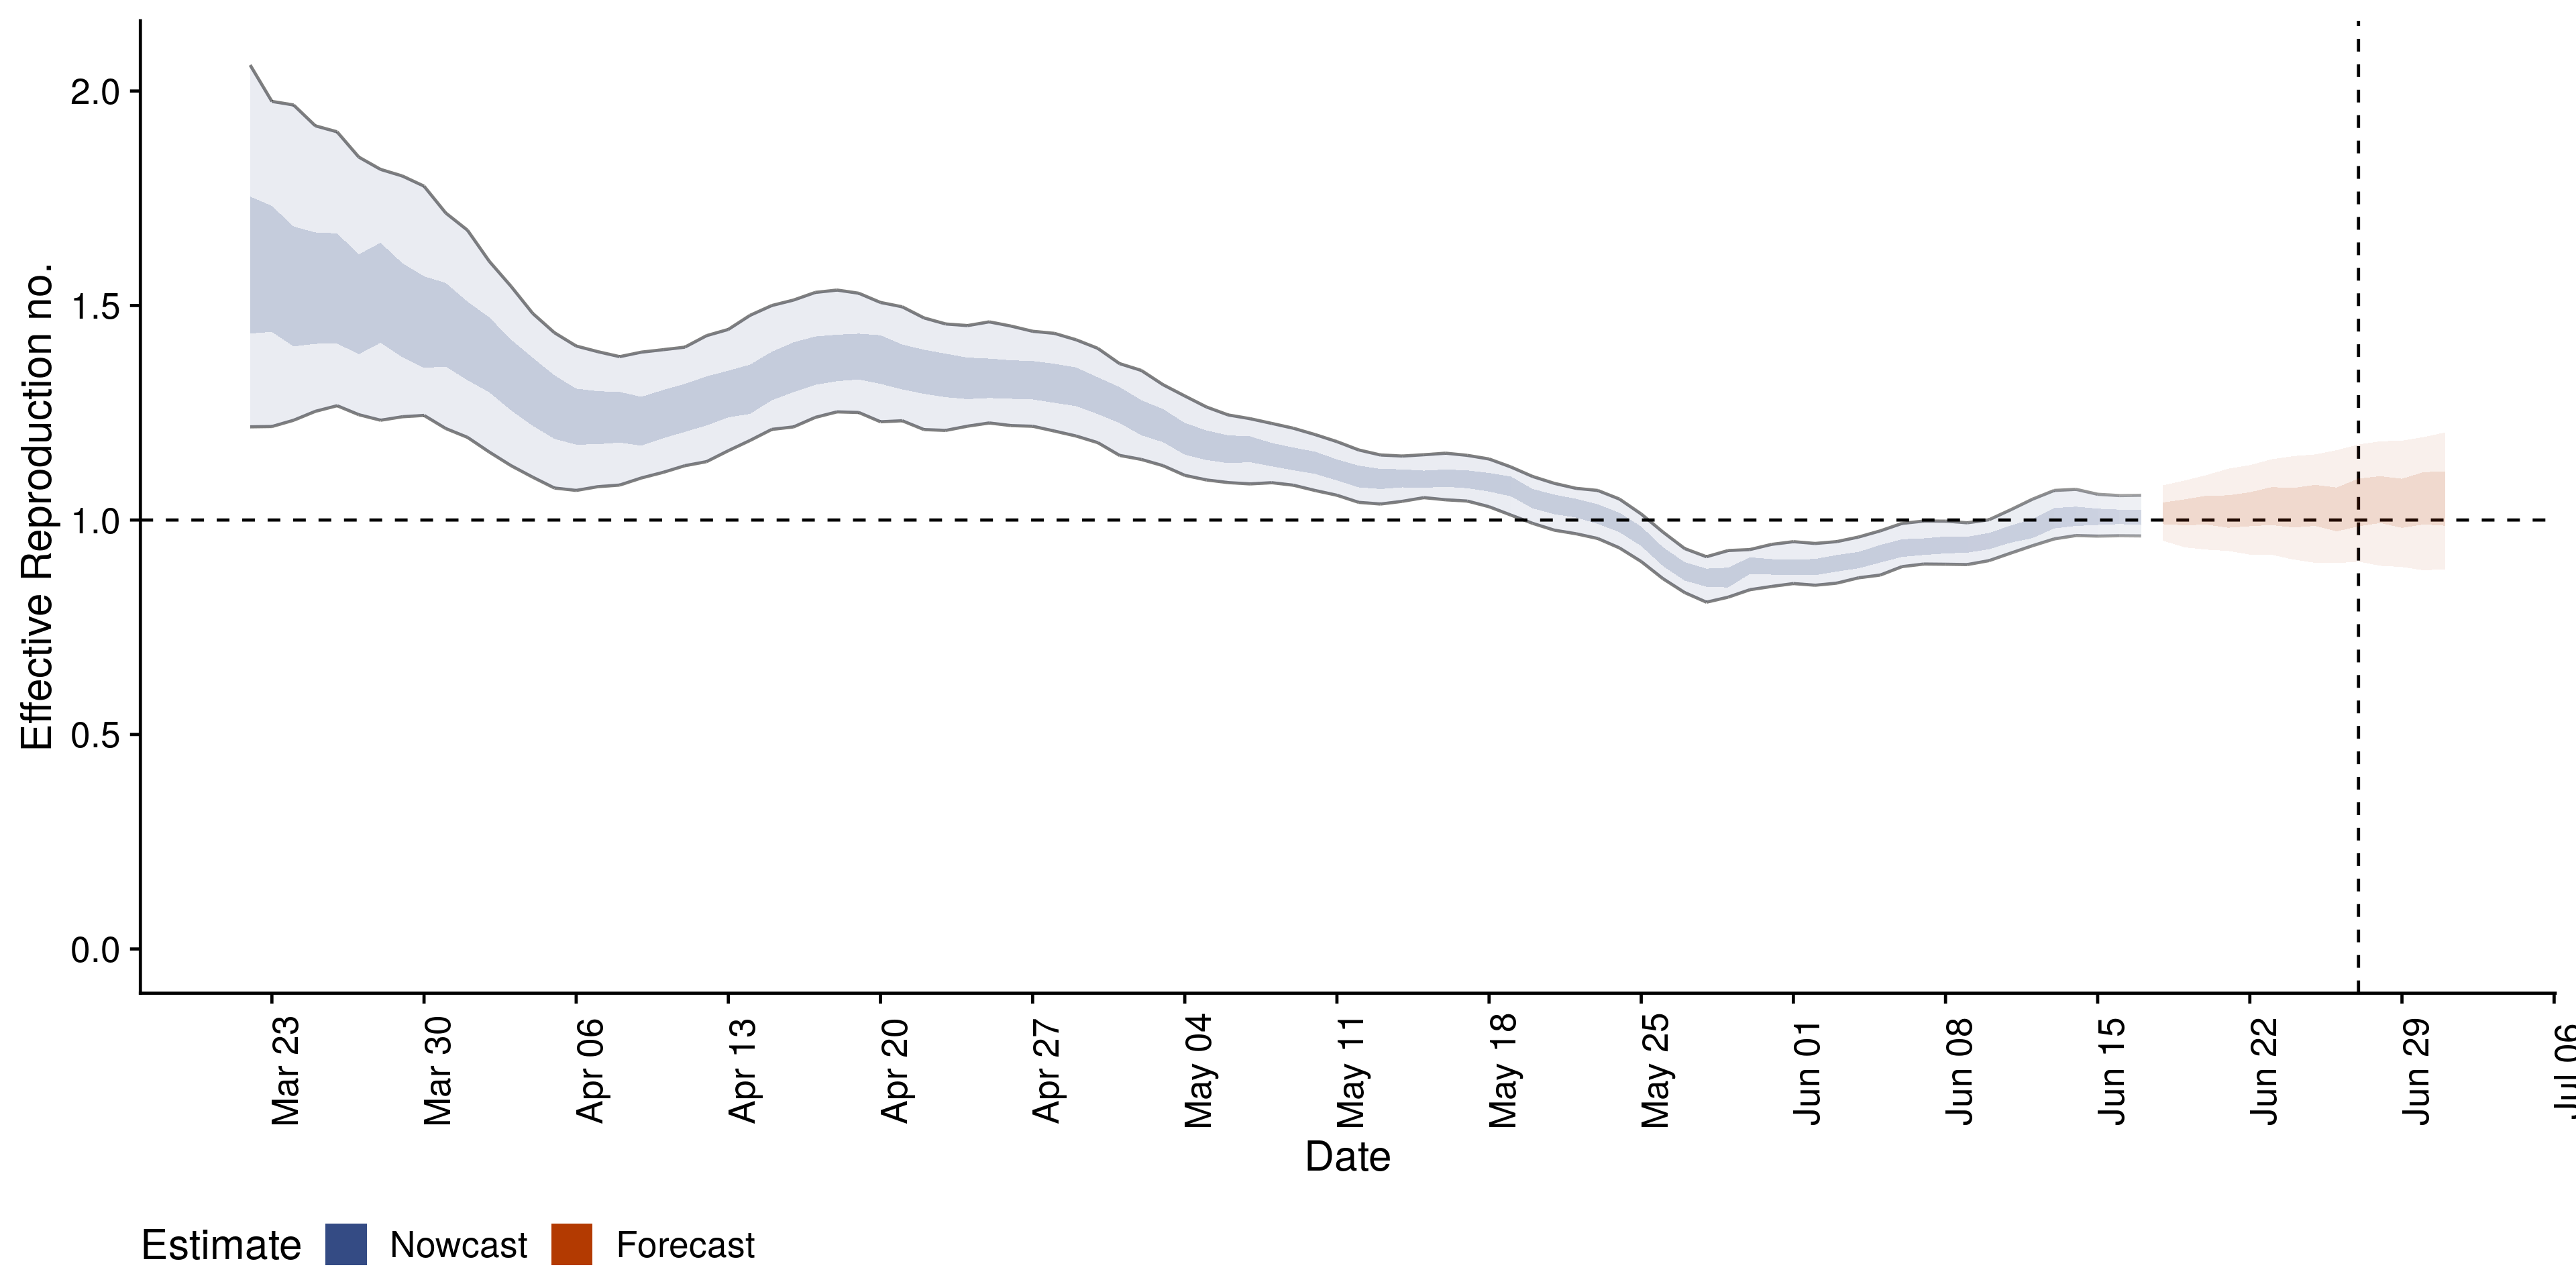 Effective Reproduction no.
2.0
1.5
1.0
0.5
0.0
Mar 23
Mar 30
Apr 06
Apr 13
Apr 20
Apr 27
May 04
May 11
May 18
May 25
Jun 01
Jun 08
Jun 15
Jun 22
Jun 29
Jul 06
Date
Estimate Nowcast Forecast